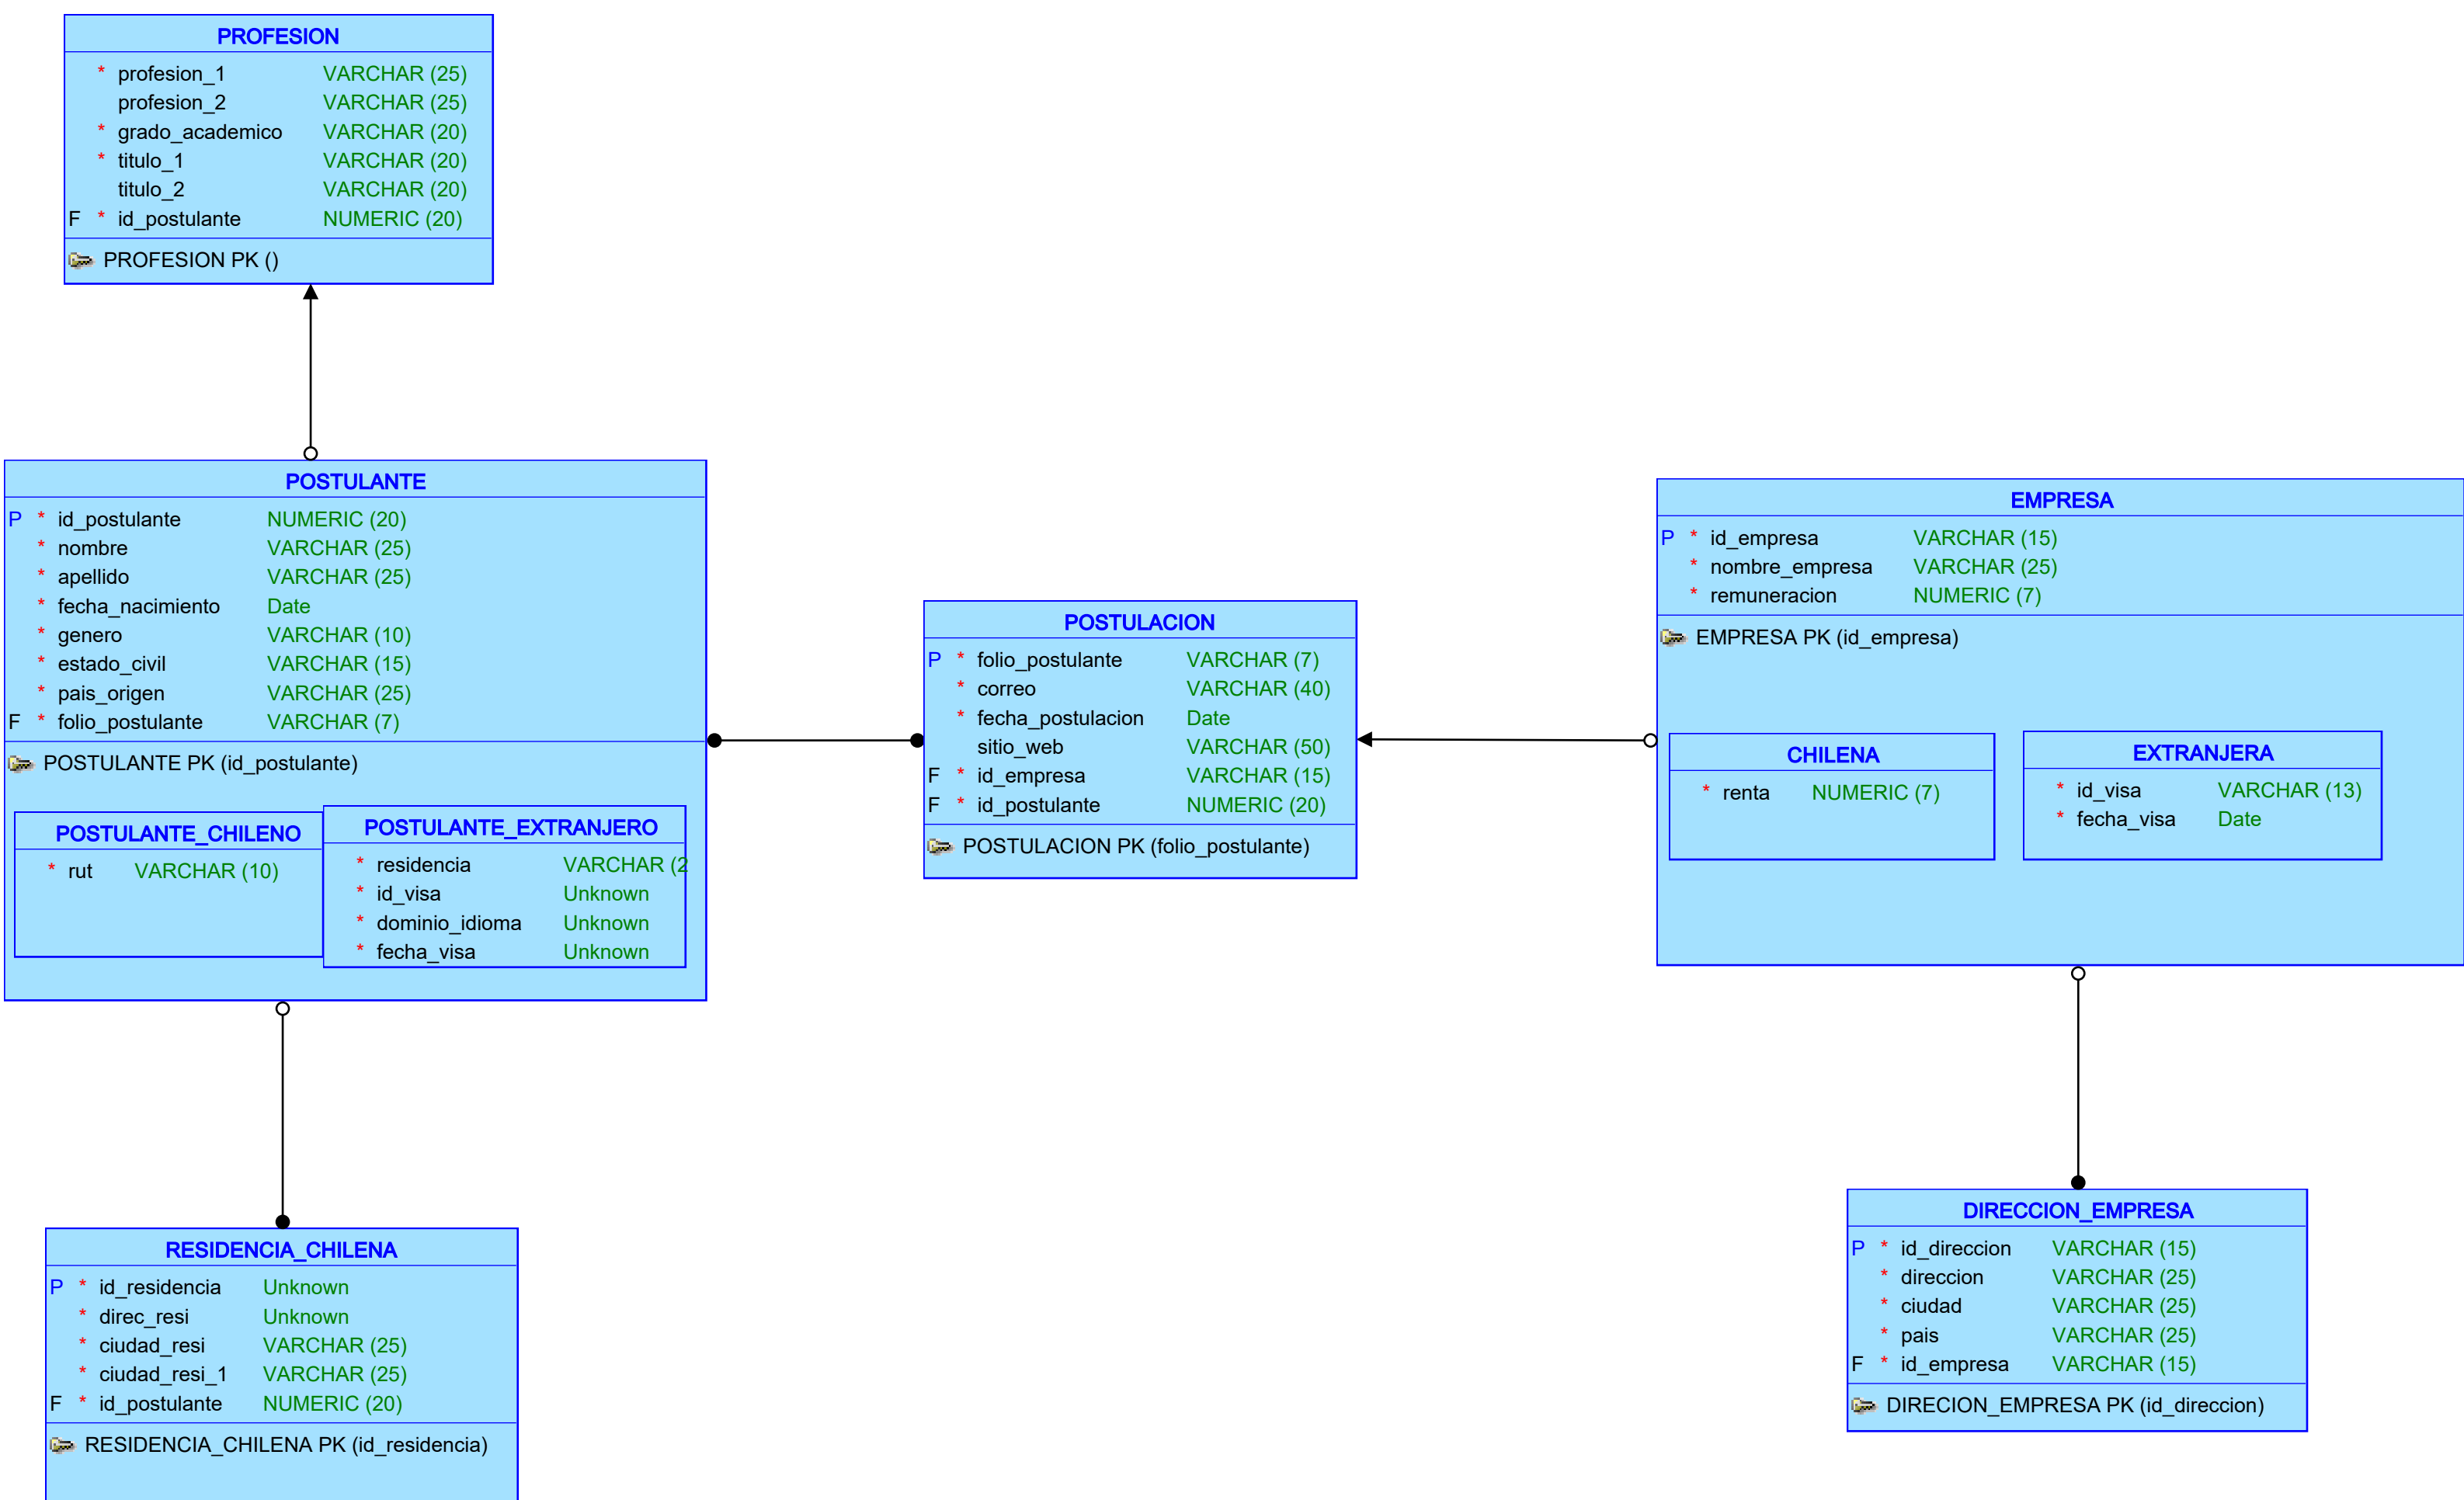 PROFESION
* profesion_1 VARCHAR (25)
profesion_2 VARCHAR (25)
* grado_academico VARCHAR (20)
* titulo_1 VARCHAR (20)
titulo_2 VARCHAR (20)
F * id_postulante NUMERIC (20)
PROFESION PK ()
POSTULANTE
P * id_postulante NUMERIC (20)
* nombre VARCHAR (25)
* apellido VARCHAR (25)
* fecha_nacimiento Date
* genero VARCHAR (10)
* estado_civil VARCHAR (15)
* pais_origen VARCHAR (25)
F * folio_postulante VARCHAR (7)
POSTULANTE PK (id_postulante)
POSTULANTE_CHILENO
* rut VARCHAR (10)
POSTULANTE_EXTRANJERO
* residencia VARCHAR (2
* id_visa Unknown
* dominio_idioma Unknown
* fecha_visa Unknown
POSTULACION
P * folio_postulante VARCHAR (7)
* correo VARCHAR (40)
* fecha_postulacion Date
sitio_web VARCHAR (50)
F * id_empresa VARCHAR (15)
F * id_postulante NUMERIC (20)
POSTULACION PK (folio_postulante)
EMPRESA
P * id_empresa VARCHAR (15)
* nombre_empresa VARCHAR (25)
* remuneracion NUMERIC (7)
EMPRESA PK (id_empresa)
CHILENA
* renta NUMERIC (7)
EXTRANJERA
* id_visa VARCHAR (13)
* fecha_visa Date
RESIDENCIA_CHILENA
P * id_residencia Unknown
* direc_resi Unknown
* ciudad_resi VARCHAR (25)
* ciudad_resi_1 VARCHAR (25)
F * id_postulante NUMERIC (20)
RESIDENCIA_CHILENA PK (id_residencia)
DIRECCION_EMPRESA
P * id_direccion VARCHAR (15)
* direccion VARCHAR (25)
* ciudad VARCHAR (25)
* pais VARCHAR (25)
F * id_empresa VARCHAR (15)
DIRECION_EMPRESA PK (id_direccion)